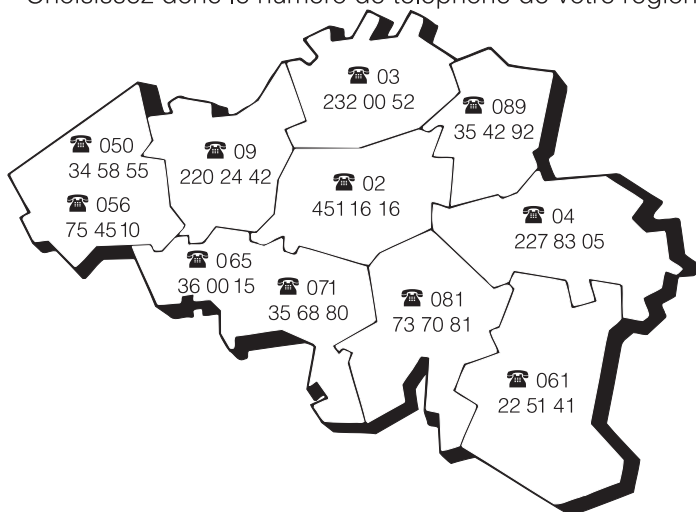 Choisissez donc le numéro de téléphone de votre région
☎ 03
232 00 52
☎ 089
35 42 92
☎ 050
34 58 55
☎ 09
220 24 42
☎ 02
451 16 16
☎ 056
75 45 10
☎ 04
227 83 05
☎ 065
36 00 15
☎ 071
35 68 80
☎ 081
73 70 81
☎ 061
22 51 41